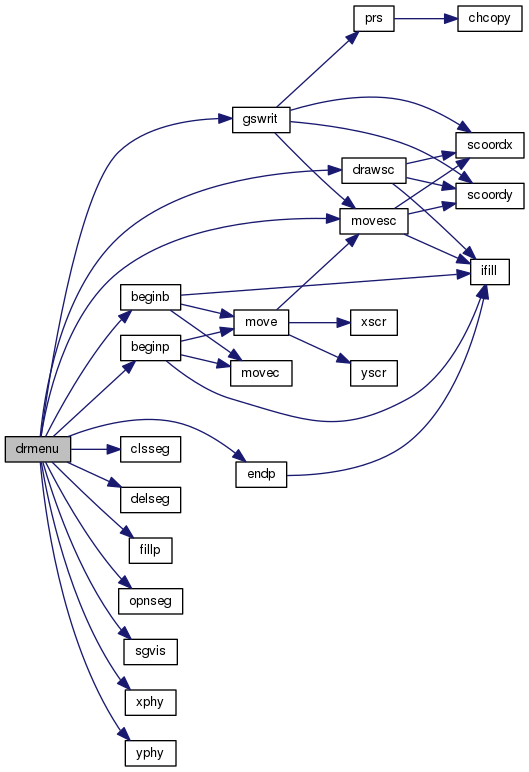 prs
chcopy
gswrit
scoordx
drawsc
scoordy
movesc
ifill
beginb
move
xscr
beginp
movec
yscr
drmenu
clsseg
endp
delseg
fillp
opnseg
sgvis
xphy
yphy